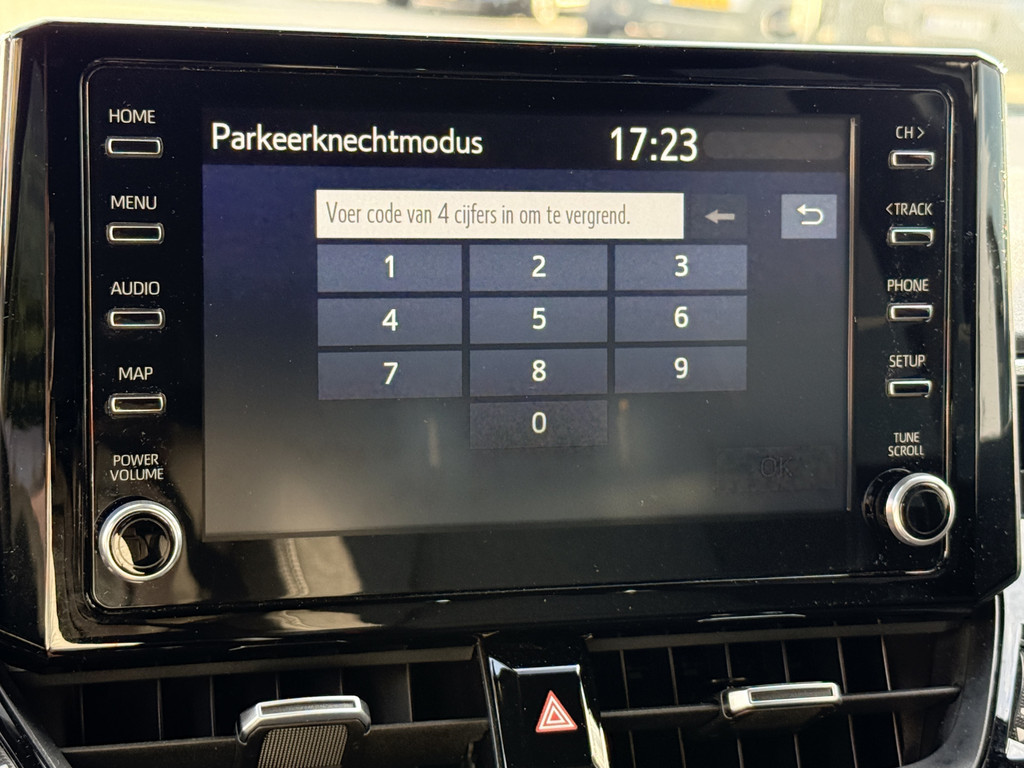 HOME
MENU
AUDIO
MAP
POWER
VOLUME
Parkeerknechtmodus 17:23
Voer code van 4 cijfers in om te vergrend.
1 2 3
4 5 6
7 8 9
0
OK
CH >
< TRACK
PHONE
SETUP
TUNE
SCROLL